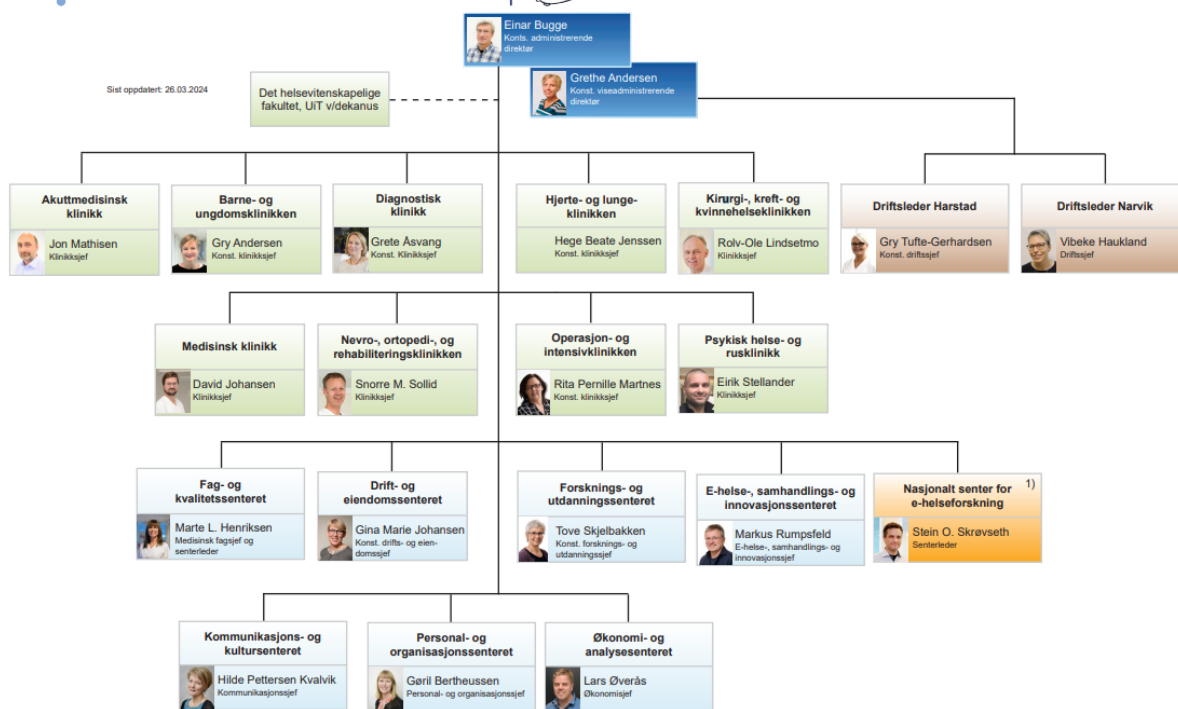 Einar Bugge
Konts. administrerende
direktør
Grethe Andersen
Konst. viseadministrerende
direktør
Sist oppdatert: 26.03.2024
Det helsevitenskapelige
fakultet, UiT v/dekanus
Akuttmedisinsk
klinikk
Jon Mathisen
Klinikksjef
Barne- og
ungdomsklinikken
Gry Andersen
Konst. klinikksjef
Diagnostisk
klinikk
Grete Åsvang
Konst. Klinikksjef
Hjerte- og lunge-
klinikken
Hege Beate Jenssen
Konst. klinikksjef
Kirurgi-, kreft- og
kvinnehelseklinikken
Rolv-Ole Lindsetmo
Klinikksjef
Driftsleder Harstad
Gry Tufte-Gerhardsen
Konst. driftssjef
Driftsleder Narvik
Vibeke Haukland
Driftssjef
Medisinsk klinikk
David Johansen
Klinikksjef
Nevro-, ortopedi-, og
rehabiliteringsklinikken
Snorre M. Sollid
Klinikksjef
Operasjon- og
intensivklinikken
Rita Pernille Martnes
Konst. klinikksjef
Psykisk helse- og
rusklinikk
Eirik Stellander
Klinikksjef
Fag- og
kvalitetssenteret
Marte L. Henriksen
Medisinsk fagsjef og
senterleder
Drift- og
eiendomssenteret
Gina Marie Johansen
Konst. drifts- og eien-
domssjef
Forsknings- og
utdanningssenteret
Tove Skjelbakken
Konst. forsknings- og
utdanningssjef
E-helse-, samhandlings- og
innovasjonssenteret
Markus Rumpsfeld
E-helse-, samhandlings- og
innovasjonssjef
Nasjonalt senter for 1)
e-helseforskning
Stein O. Skrøvseth
Senterleder
Kommunikasjons- og
kultursenteret
Hilde Pettersen Kvalvik
Kommunikasjonssjef
Personal- og
organisasjonssenteret
Gøril Bertheussen
Personal- og organisasjonssjef
Økonomi- og
analysesenteret
Lars Øverås
Økonomisjef